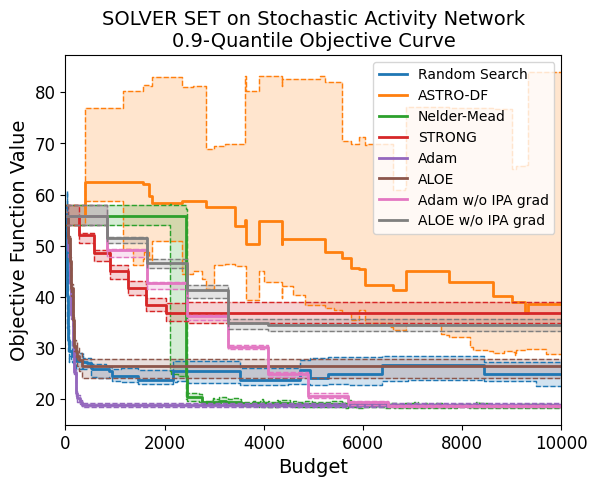 SOLVER SET on Stochastic Activity Network
0.9-Quantile Objective Curve
Objective Function Value
80
70
60
50
40
30
20
0
2000
4000
6000
8000
10000
Budget
Random Search
ASTRO-DF
Nelder-Mead
STRONG
Adam
ALOE
Adam w/o IPA grad
ALOE w/o IPA grad